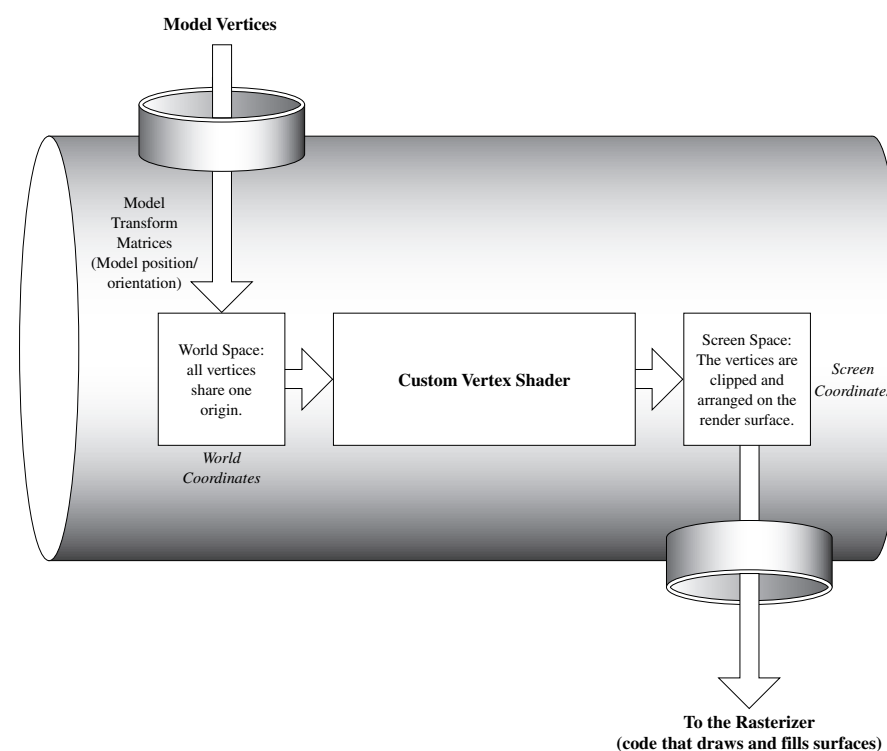 Model Vertices
Model
Transform
Matrices
(Model position/
orientation)
World Space:
all vertices
share one
origin.
World
Coordinates
Custom Vertex Shader
Screen Space:
The vertices are
clipped and
arranged on the
render surface.
Screen
Coordinates
To the Rasterizer
(code that draws and fills surfaces)